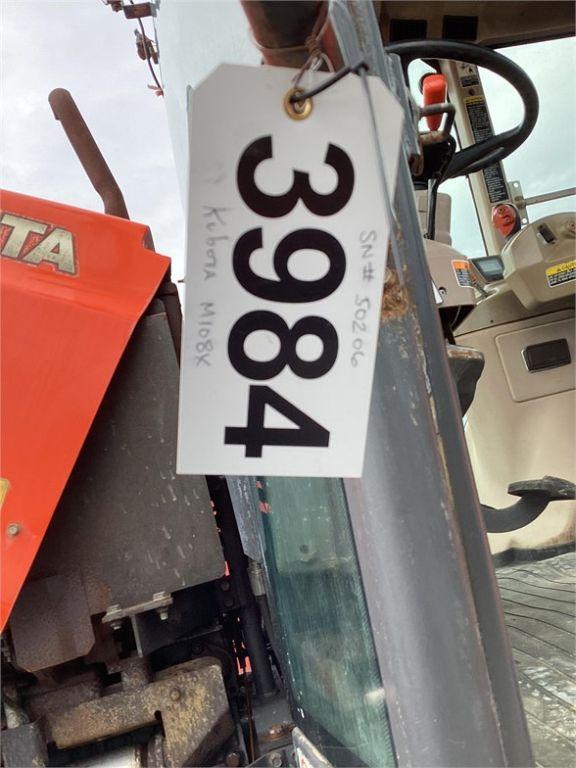 3984
SN# 50206
Kubota M108X
TA